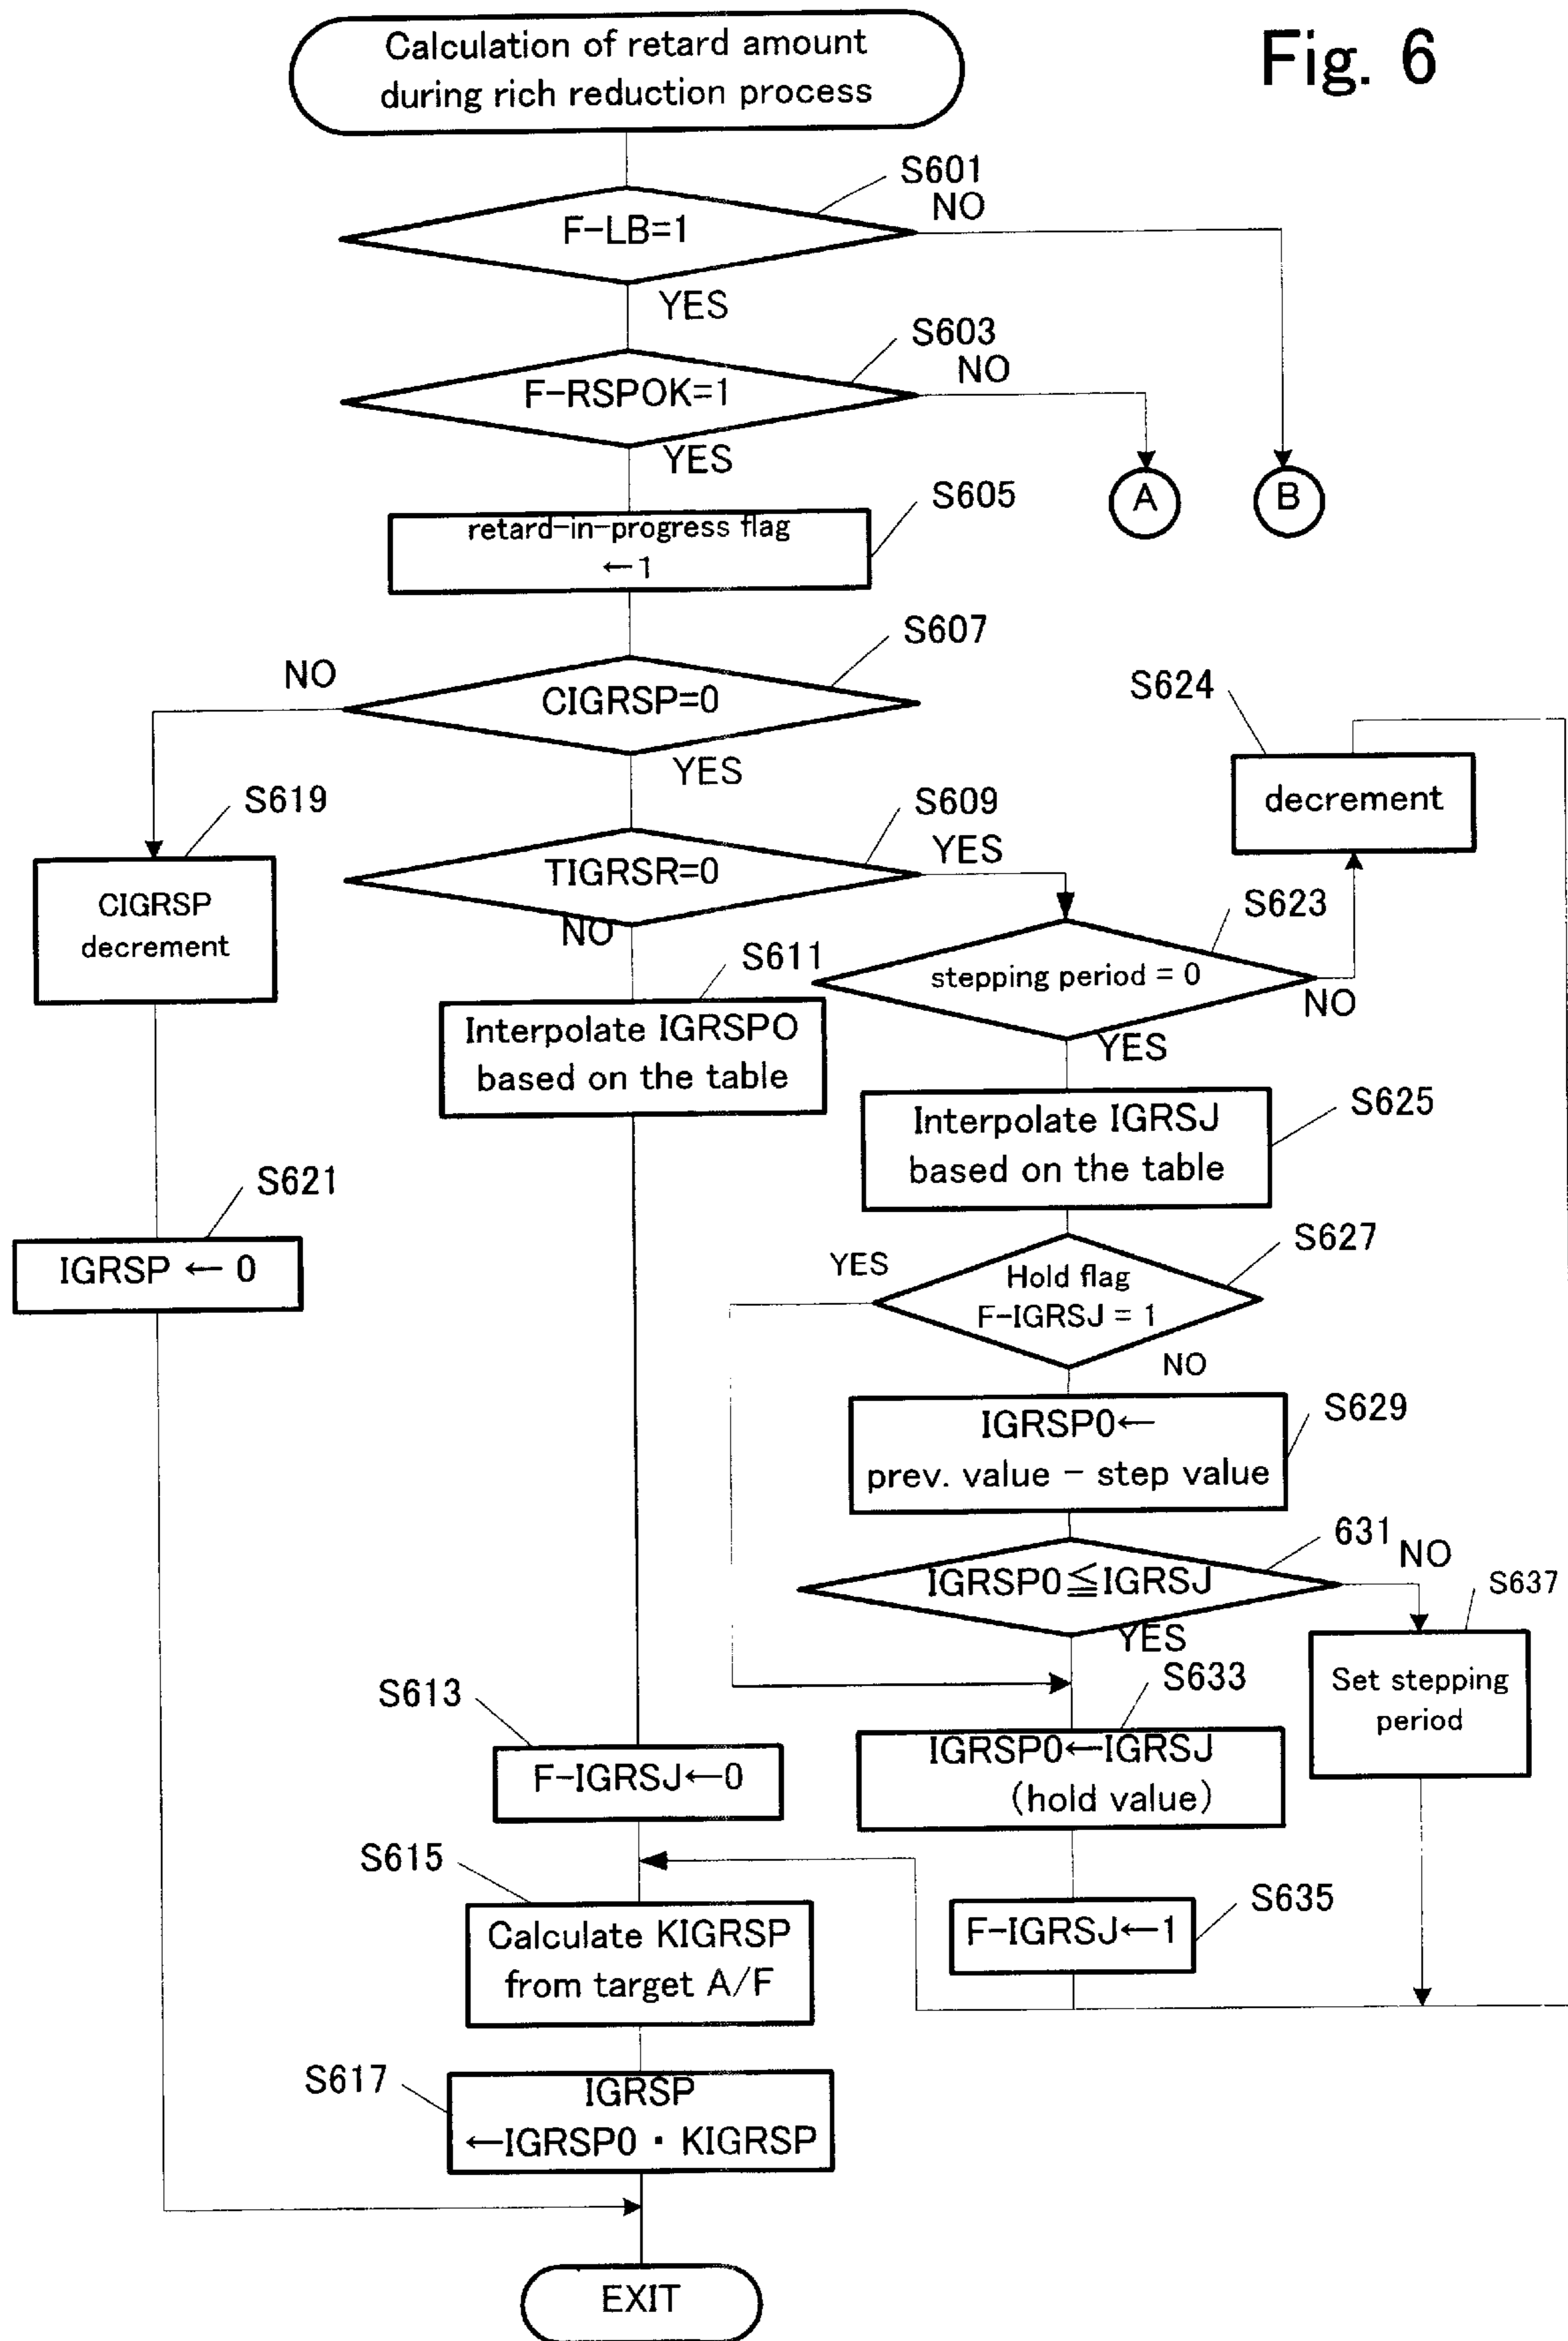 Fig. 6
Calculation of retard amount
during rich reduction process
S601
NO
F-LB=1
YES
S603
NO
F-RSPOK=1
YES
A
B
S605
retard-in-progress flag
←1
S607
NO
CIGRSP=0
YES
S624
decrement
S619
CIGRSP
decrement
S609
YES
TIGRSR=0
NO
S623
stepping period = 0
NO
YES
S611
Interpolate IGRSPO
based on the table
S625
Interpolate IGRSJ
based on the table
S621
IGRSP ← 0
S627
YES
Hold flag
F-IGRSJ = 1
NO
S629
IGRSP0←
prev. value - step value
631
NO
IGRSP0≦IGRSJ
YES
S637
Set stepping
period
S633
IGRSP0←IGRSJ
(hold value)
S613
F-IGRSJ←0
S635
F-IGRSJ←1
S615
Calculate KIGRSP
from target A/F
S617
IGRSP
←IGRSP0・KIGRSP
EXIT